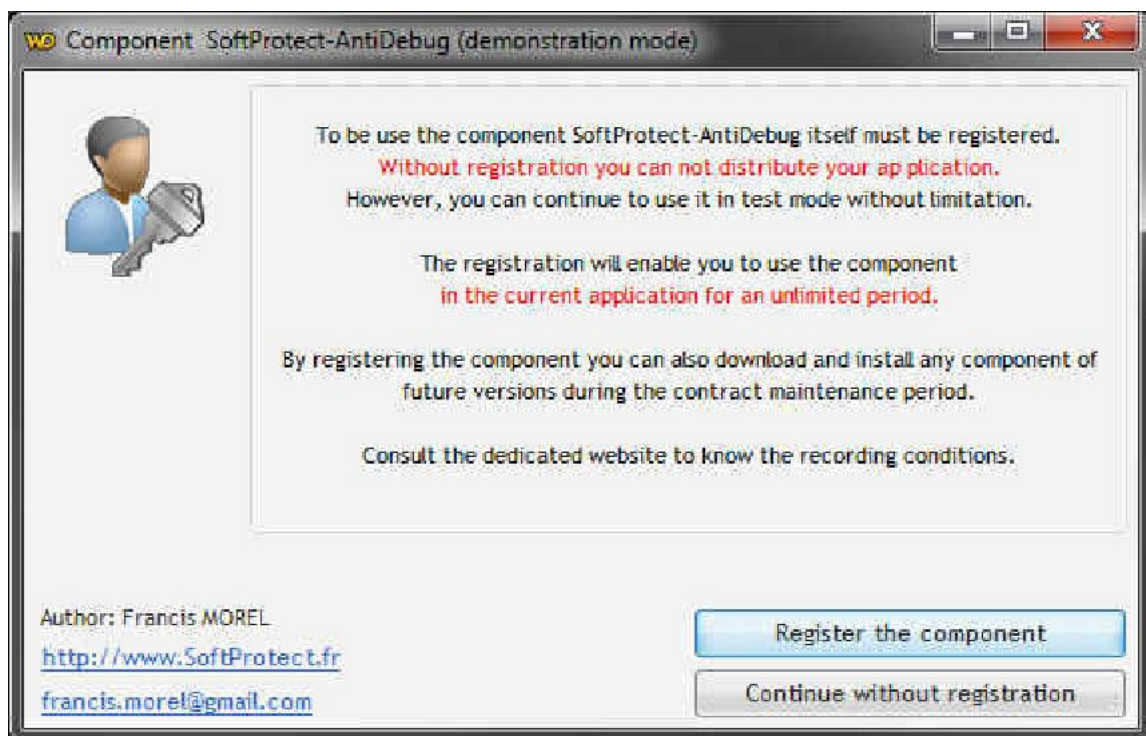 WD Component SoftProtect-AntiDebug (demonstration mode)
To be use the component SoftProtect-AntiDebug itself must be registered.
Without registration you can not distribute your ap plication.
However, you can continue to use it in test mode without limitation.
The registration will enable you to use the component
in the current application for an unlimited period.
By registering the component you can also download and install any component of
future versions during the contract maintenance period.
Consult the dedicated website to know the recording conditions.
Author: Francis MOREL
http://www.SoftProtect.fr
francis.morel@gmail.com
Register the component
Continue without registration